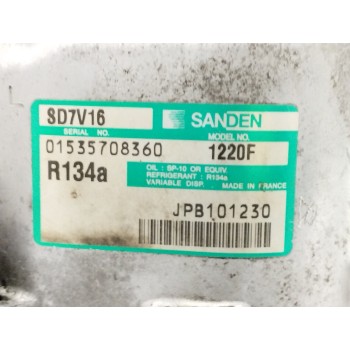 SD7V16 SANDEN
SERIAL NO. MODEL NO.
01535708360 1220F
R134a
OIL : SP-10 OR EQUIV.
REFRIGERANT : R134a
VARIABLE DISP. MADE IN FRANCE
JPB101230